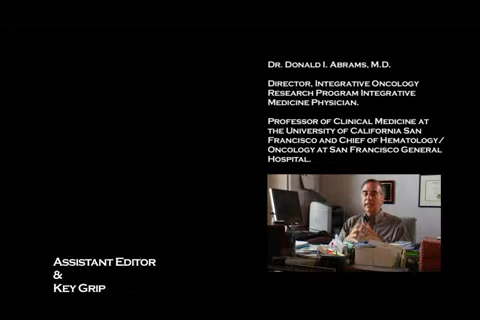 Dr. Donald I. Abrams, M.D.
Director, Integrative Oncology
Research Program Integrative
Medicine Physician.
Professor of Clinical Medicine at
the University of California San
Francisco and Chief of Hematology/
Oncology at San Francisco General
Hospital.
Assistant Editor
&
Key Grip